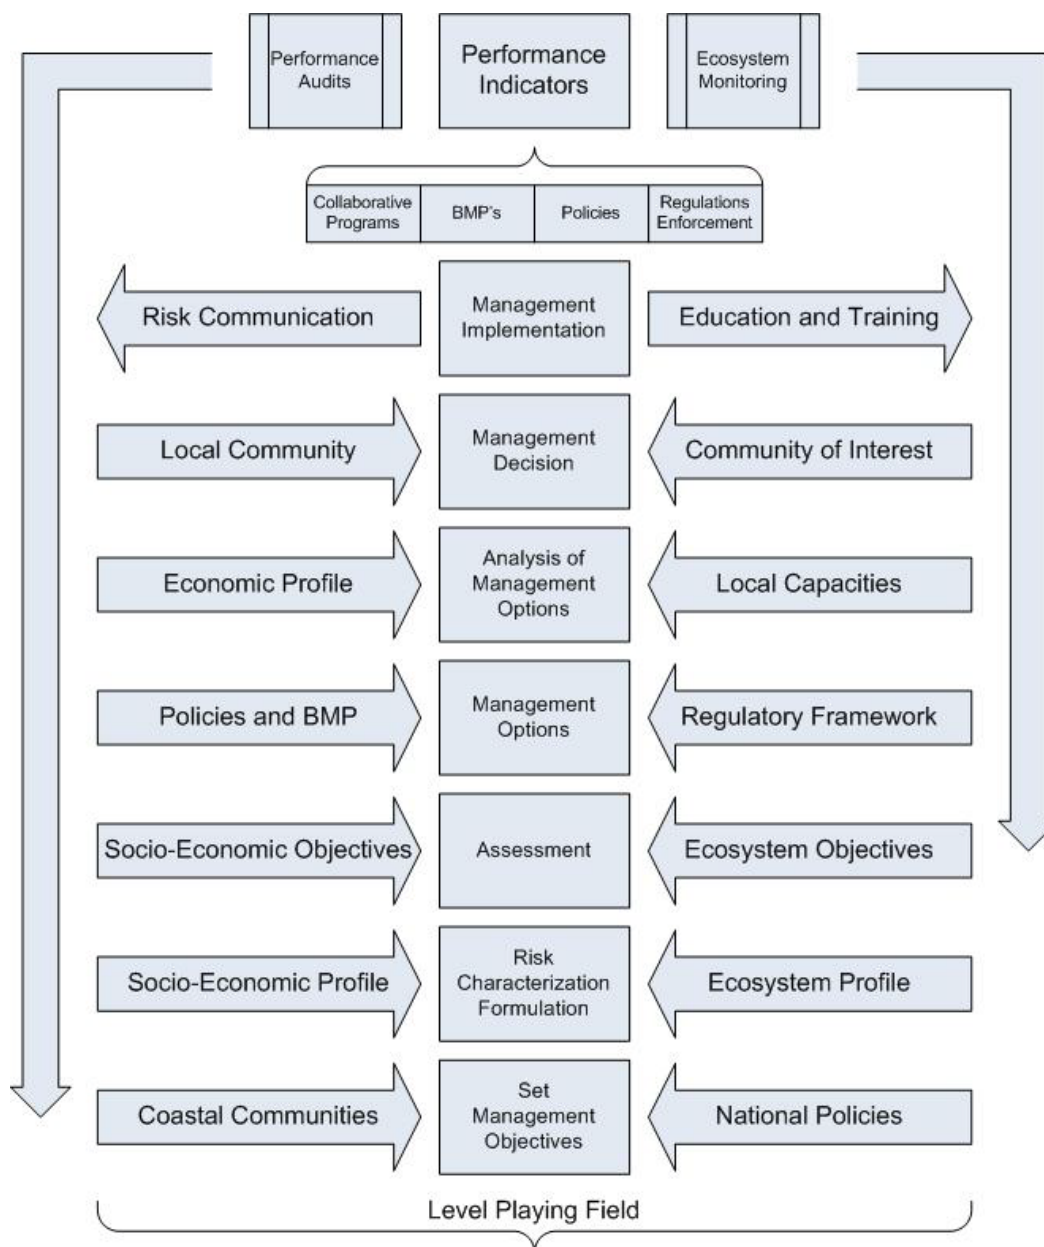 Performance
Audits
Performance
Indicators
Ecosystem
Monitoring
Collaborative
Programs
BMP's
Policies
Regulations
Enforcement
Risk Communication
Management
Implementation
Education and Training
Local Community
Management
Decision
Community of Interest
Economic Profile
Analysis of
Management
Options
Local Capacities
Policies and BMP
Management
Options
Regulatory Framework
Socio-Economic Objectives
Assessment
Ecosystem Objectives
Socio-Economic Profile
Risk
Characterization
Formulation
Ecosystem Profile
Coastal Communities
Set
Management
Objectives
National Policies
Level Playing Field